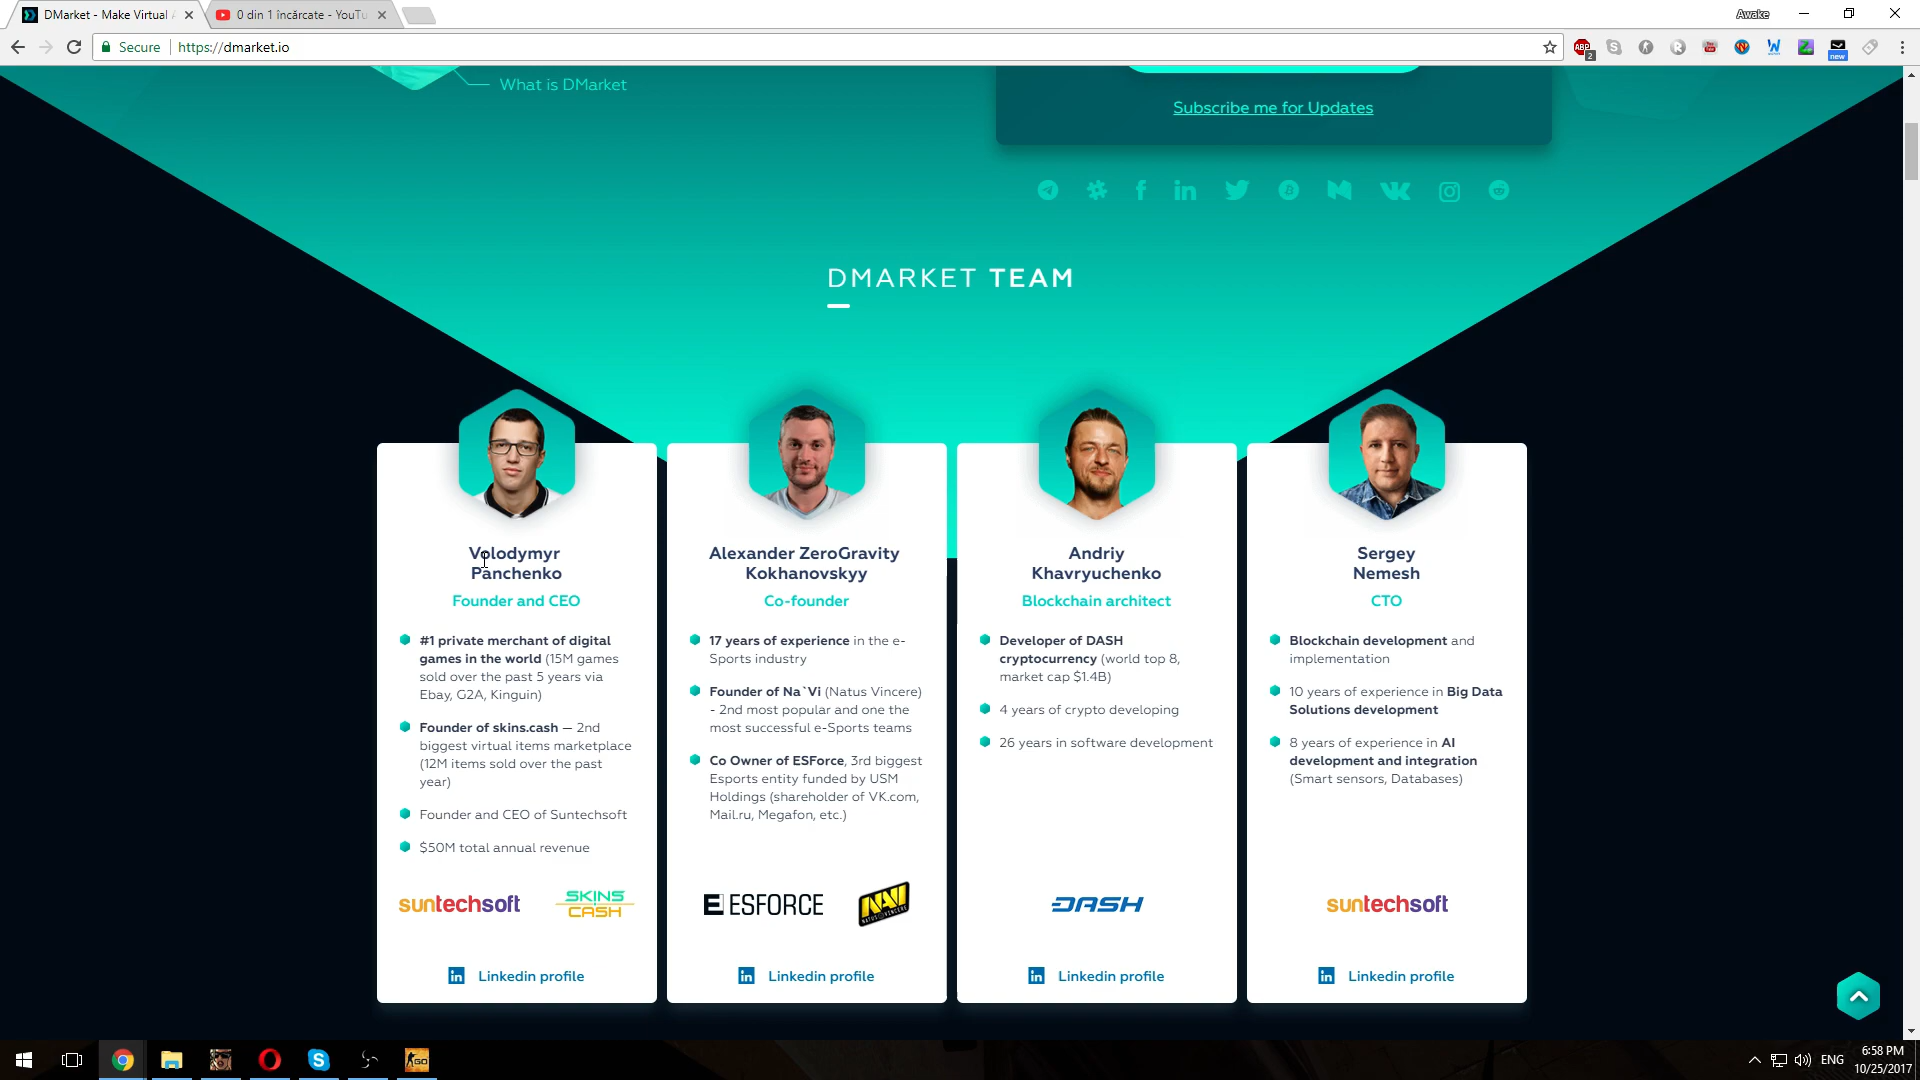 DMarket - Make Virtual
0 din 1 încărcate - YouTu
Awake
Secure
https://dmarket.io
ABP
2
new
What is DMarket
Subscribe me for Updates
DMARKET TEAM
Volodymyr
Panchenko
Founder and CEO
#1 private merchant of digital
games in the world (15M games
sold over the past 5 years via
Ebay, G2A, Kinguin)
Founder of skins.cash — 2nd
biggest virtual items marketplace
(12M items sold over the past
year)
Founder and CEO of Suntechsoft
$50M total annual revenue
suntechsoft
SKINS
CASH
Linkedin profile
Alexander ZeroGravity
Kokhanovskyy
Co-founder
17 years of experience in the e-
Sports industry
Founder of Na`Vi (Natus Vincere)
- 2nd most popular and one the
most successful e-Sports teams
Co Owner of ESForce, 3rd biggest
Esports entity funded by USM
Holdings (shareholder of VK.com,
Mail.ru, Megafon, etc.)
ESFORCE
NAVI
NATUS VINCERE
Linkedin profile
Andriy
Khavryuchenko
Blockchain architect
Developer of DASH
cryptocurrency (world top 8,
market cap $1.4B)
4 years of crypto developing
26 years in software development
DASH
Linkedin profile
Sergey
Nemesh
CTO
Blockchain development and
implementation
10 years of experience in Big Data
Solutions development
8 years of experience in AI
development and integration
(Smart sensors, Databases)
suntechsoft
Linkedin profile
GO
ENG
6:58 PM
10/25/2017